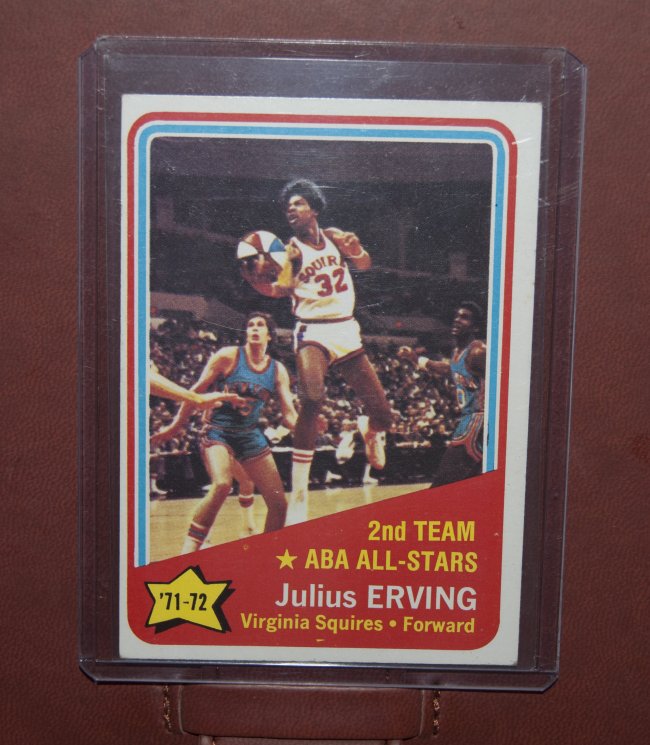 SQUIRES
32
2nd TEAM
★ ABA ALL-STARS
'71-72
Julius ERVING
Virginia Squires • Forward